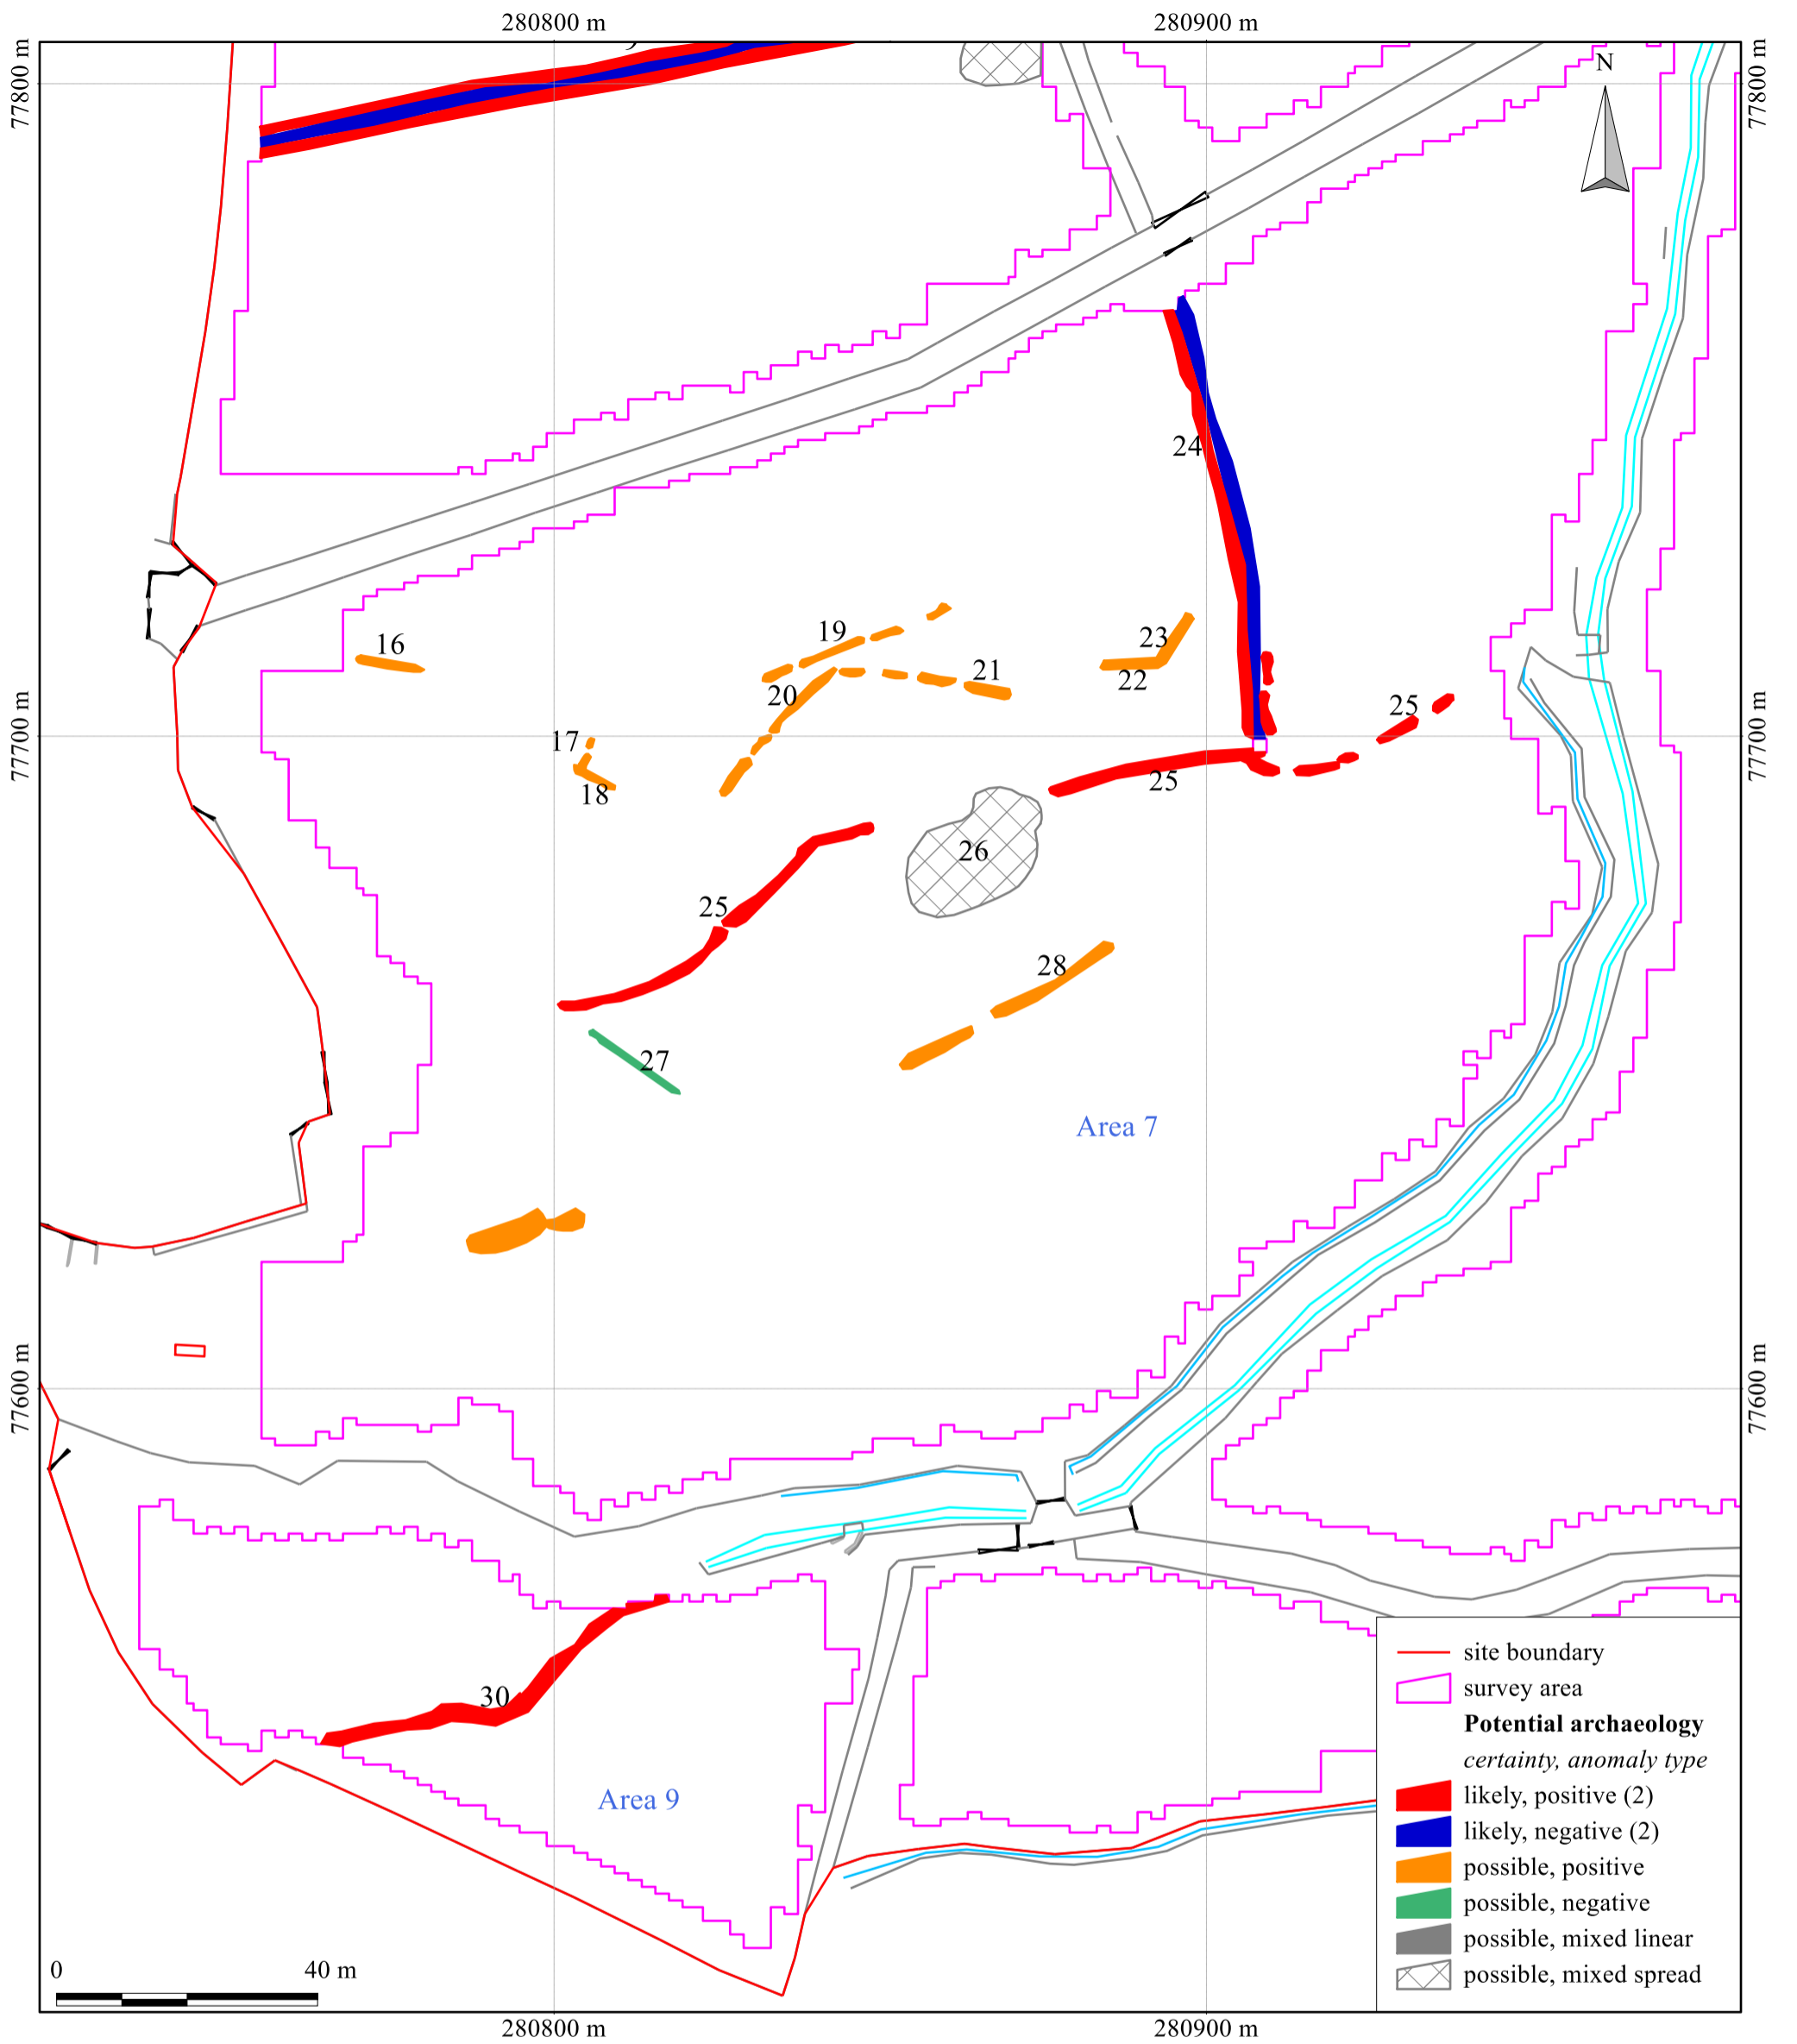 280800 m
280900 m
77800 m
77800 m
N
24
19
16
23
21
22
20
25
17
77700 m
77700 m
25
18
26
25
28
27
Area 7
77600 m
77600 m
30
Area 9
site boundary
survey area
Potential archaeology
certainty, anomaly type
likely, positive (2)
likely, negative (2)
possible, positive
possible, negative
possible, mixed linear
possible, mixed spread
0
40 m
280800 m
280900 m